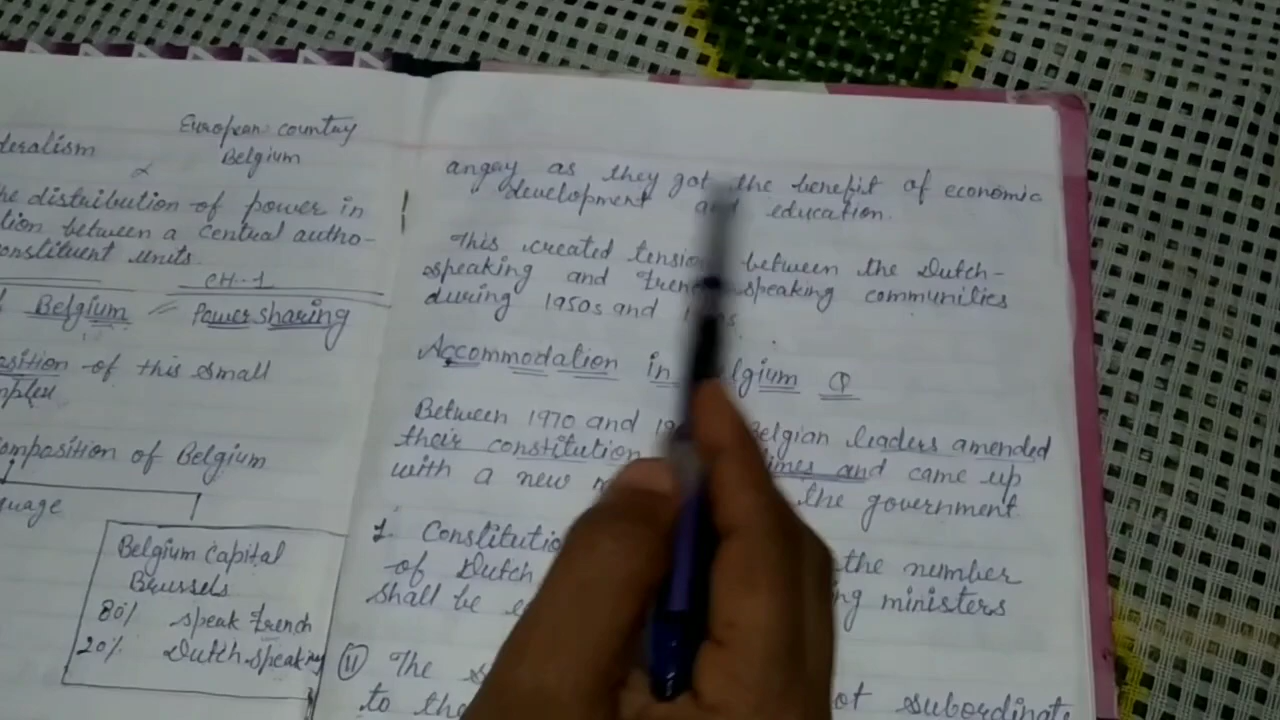 European country
Belgium
deralism
he distribution of power in
tion between a central autho-
onstituent units.
CH-1
Belgium Power sharing
osition of this small
mplex
omposition of Belgium
guage
Belgium Capital
Brussels
80% speak French
20% Dutch speaking
angry as they got the benefit of economic
development and education.
This created tension between the Dutch-
speaking and French speaking communities
during 1950s and
Accommodation in Belgium
Between 1970 and Belgian leaders amended
their constitution times and came up
with a new the government
1. Constitution the number
of Dutch
shall be ministers
II The
to the ot subordinate